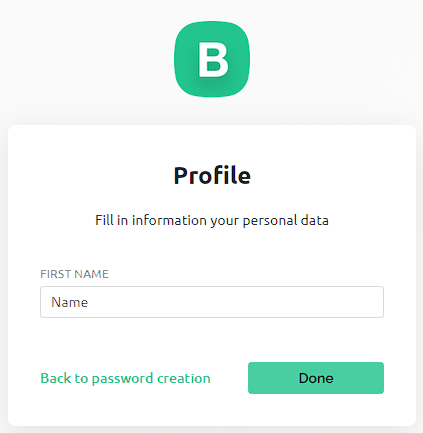 B
Profile
Fill in information your personal data
FIRST NAME
Name
Back to password creation
Done